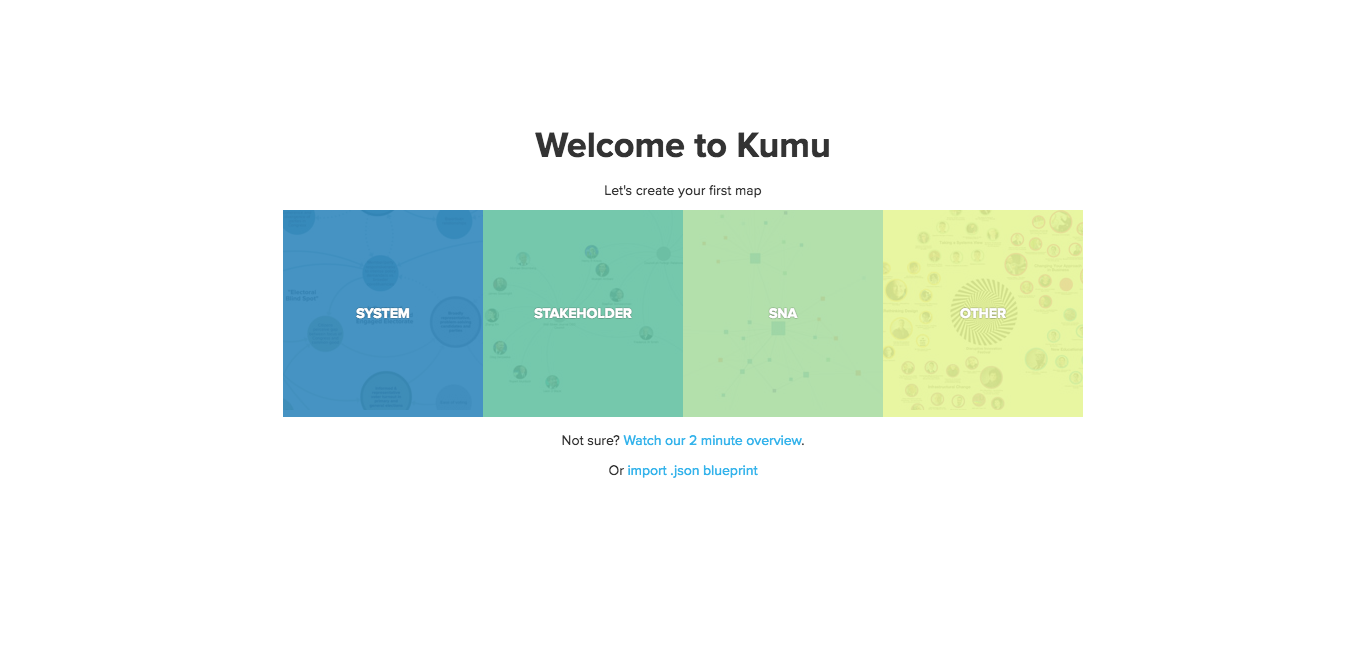 Welcome to Kumu
Let's create your first map
SYSTEM
STAKEHOLDER
SNA
OTHER
Not sure? Watch our 2 minute overview.
Or import .json blueprint